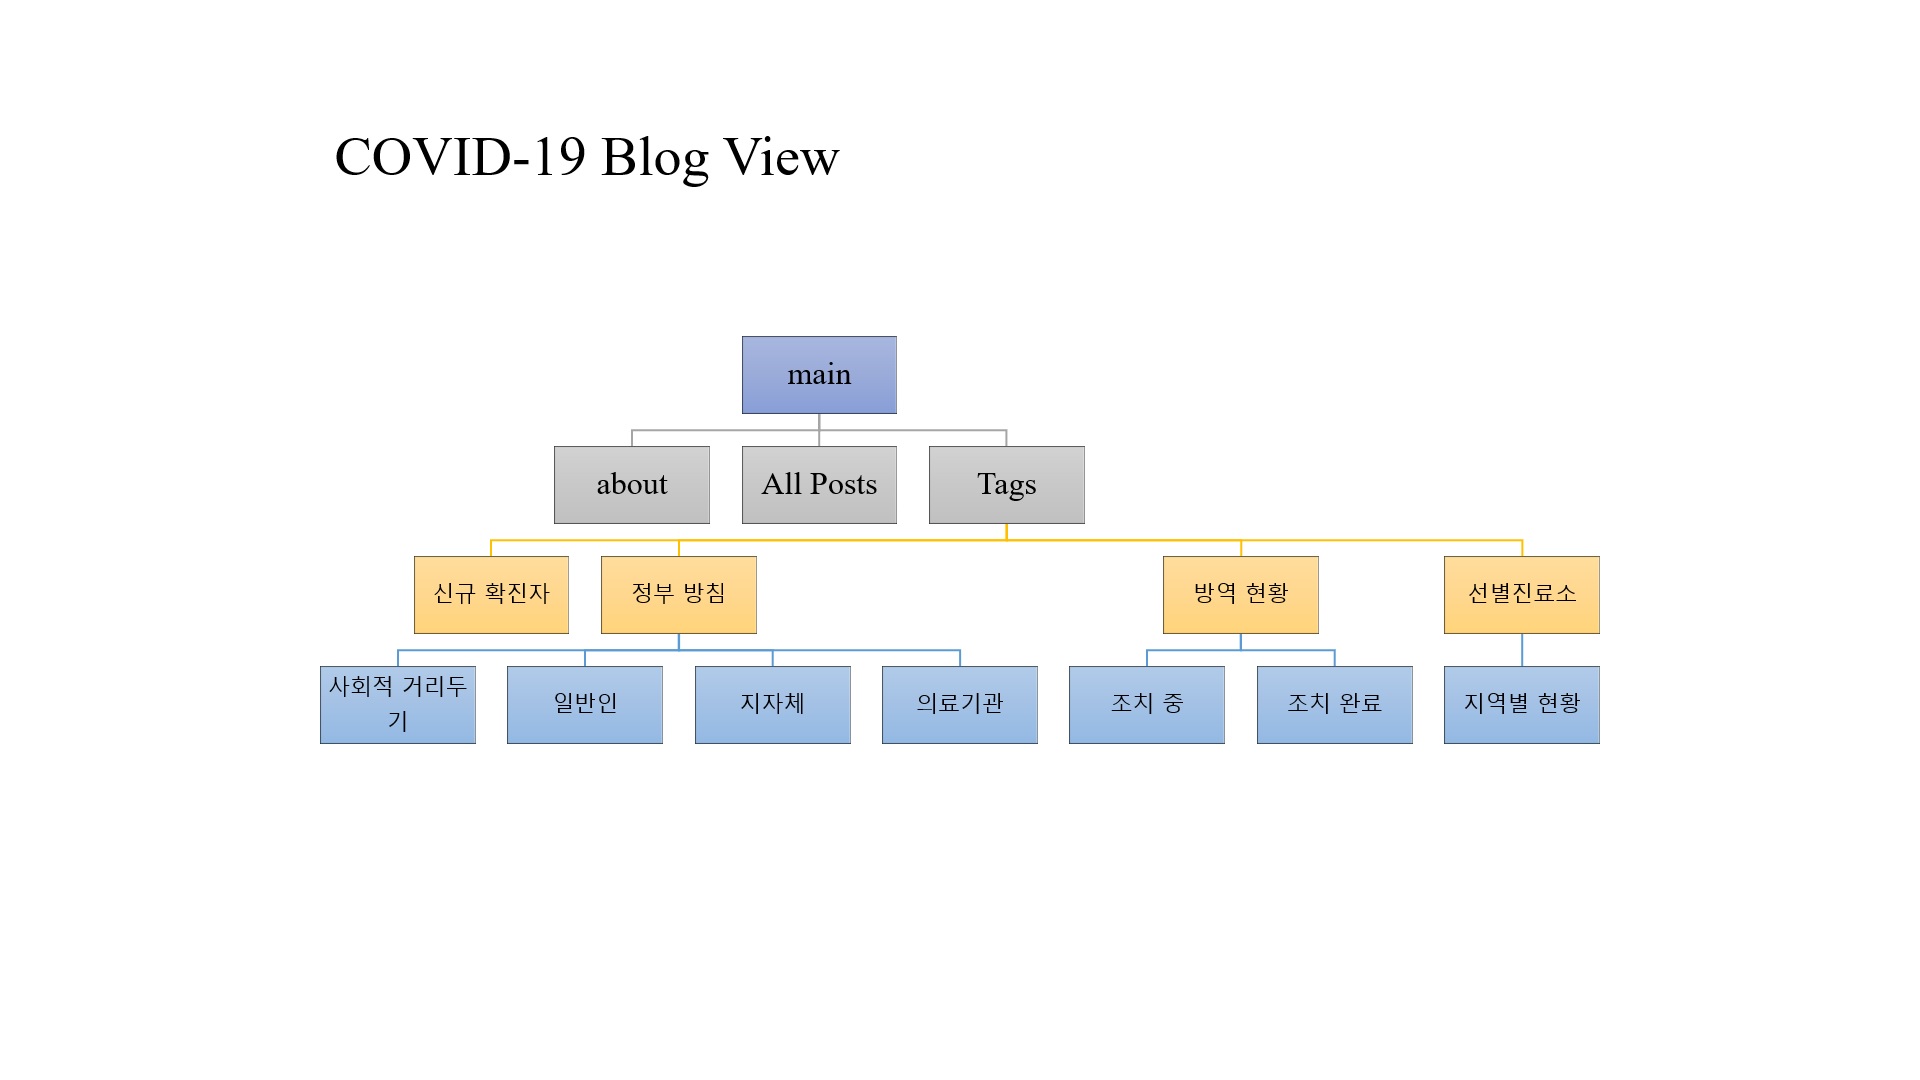 COVID-19 Blog View
main
about
All Posts
Tags
신규 확진자
정부 방침
방역 현황
선별진료소
사회적 거리두
기
일반인
지자체
의료기관
조치 중
조치 완료
지역별 현황